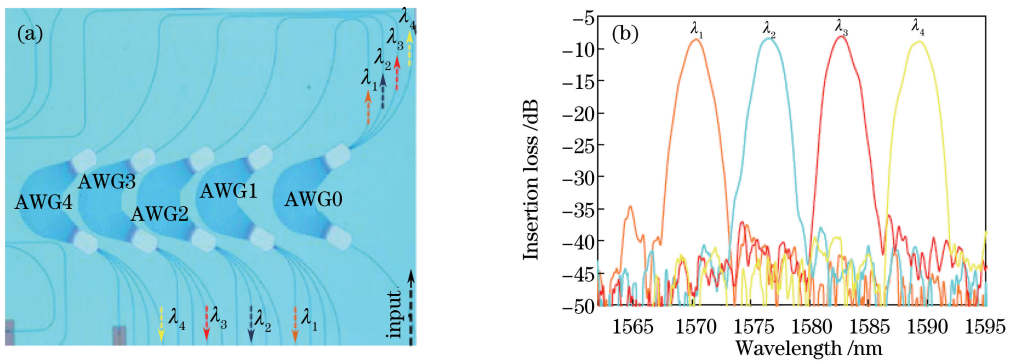 (a)
λ4
λ3
λ2
λ1
AWG4
AWG3
AWG2
AWG1
AWG0
λ4
λ3
λ2
λ1
input
(b)
λ1
λ2
λ3
λ4
Insertion loss /dB
-5
-10
-15
-20
-25
-30
-35
-40
-45
-50
1565 1570 1575 1580 1585 1590 1595
Wavelength /nm